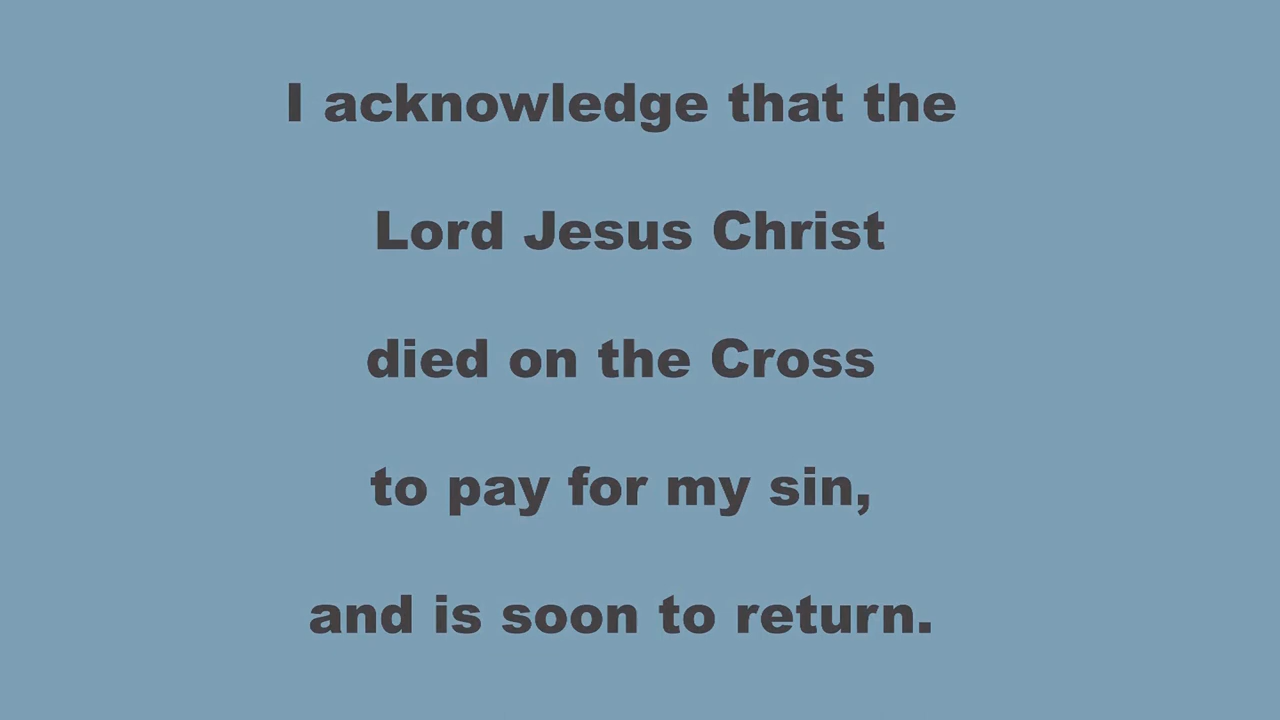 I acknowledge that the
Lord Jesus Christ
died on the Cross
to pay for my sin,
and is soon to return.